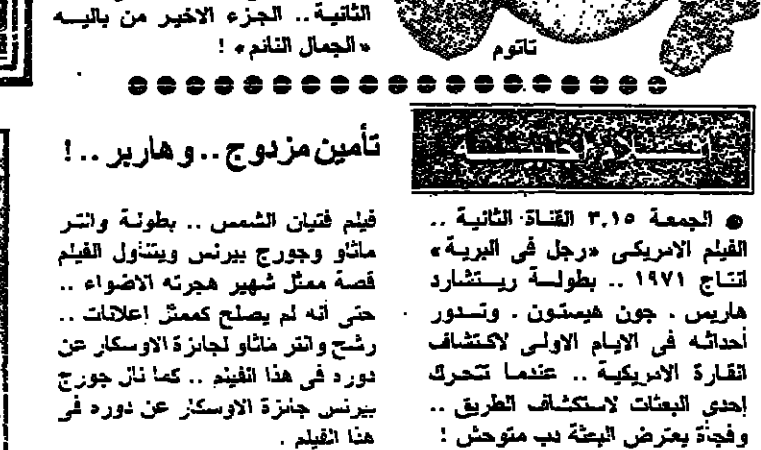 الثانية .. الجزء الاخير من باليه
« الجمال النائم » !
تاتوم
● الجمعة ٣,١٥ القناة الثانية ..
الفيلم الامريكى «رجل فى البرية»
انتاج ١٩٧١ .. بطولة ريتشارد
هاريس . جون هيستون . وتدور
أحداثه فى الايام الاولى لاكتشاف
القارة الامريكية .. عندما تتحرك
إحدى البعثات لاستكشاف الطريق ..
وفجأة يعترض البعثة دب متوحش !
تأمين مزدوج .. وهاربر .. !
فيلم فتيان الشمس .. بطولة والتر
ماثاو وجورج بيرنس ويتناول الفيلم
قصة ممثل شهير هجرته الاضواء ..
حتى أنه لم يصلح كممثل إعلانات ..
رشح والتر ماثاو لجائزة الاوسكار عن
دوره فى هذا الفيلم .. كما نال جورج
بيرنس جائزة الاوسكار عن دوره فى
هذا الفيلم .